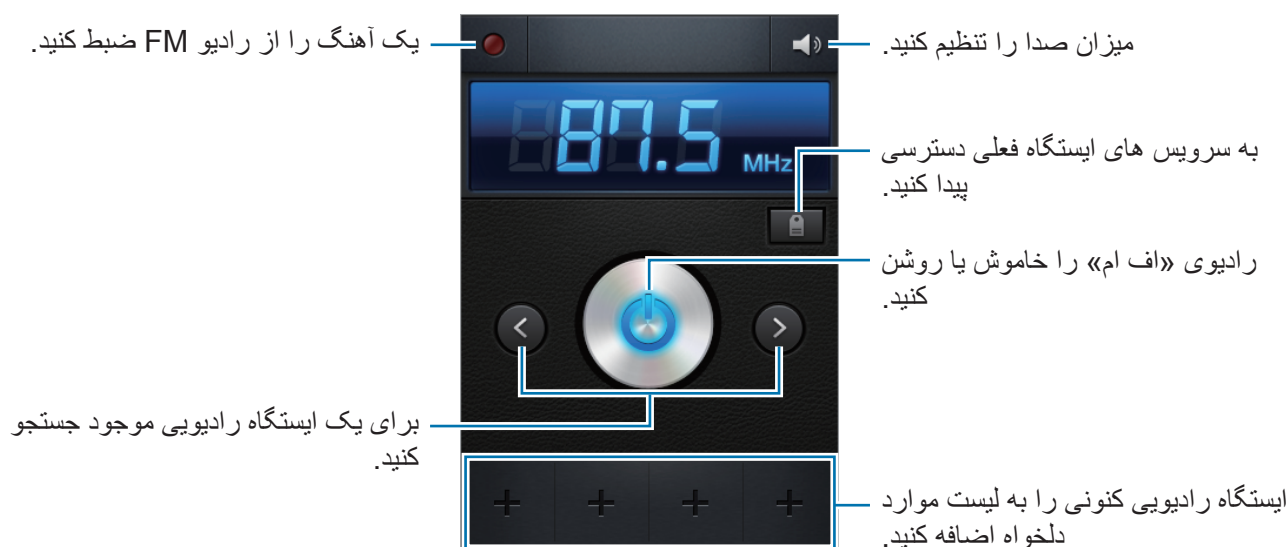 یک آهنگ را از رادیو FM ضبط کنید.
میزان صدا را تنظیم کنید.
87.5 MHz
به سرویس های ایستگاه فعلی دسترسی
پیدا کنید.
رادیوی «اف ام» را خاموش یا روشن
کنید.
برای یک ایستگاه رادیویی موجود جستجو
کنید.
ایستگاه رادیویی کنونی را به لیست موارد
دلخواه اضافه کنید.